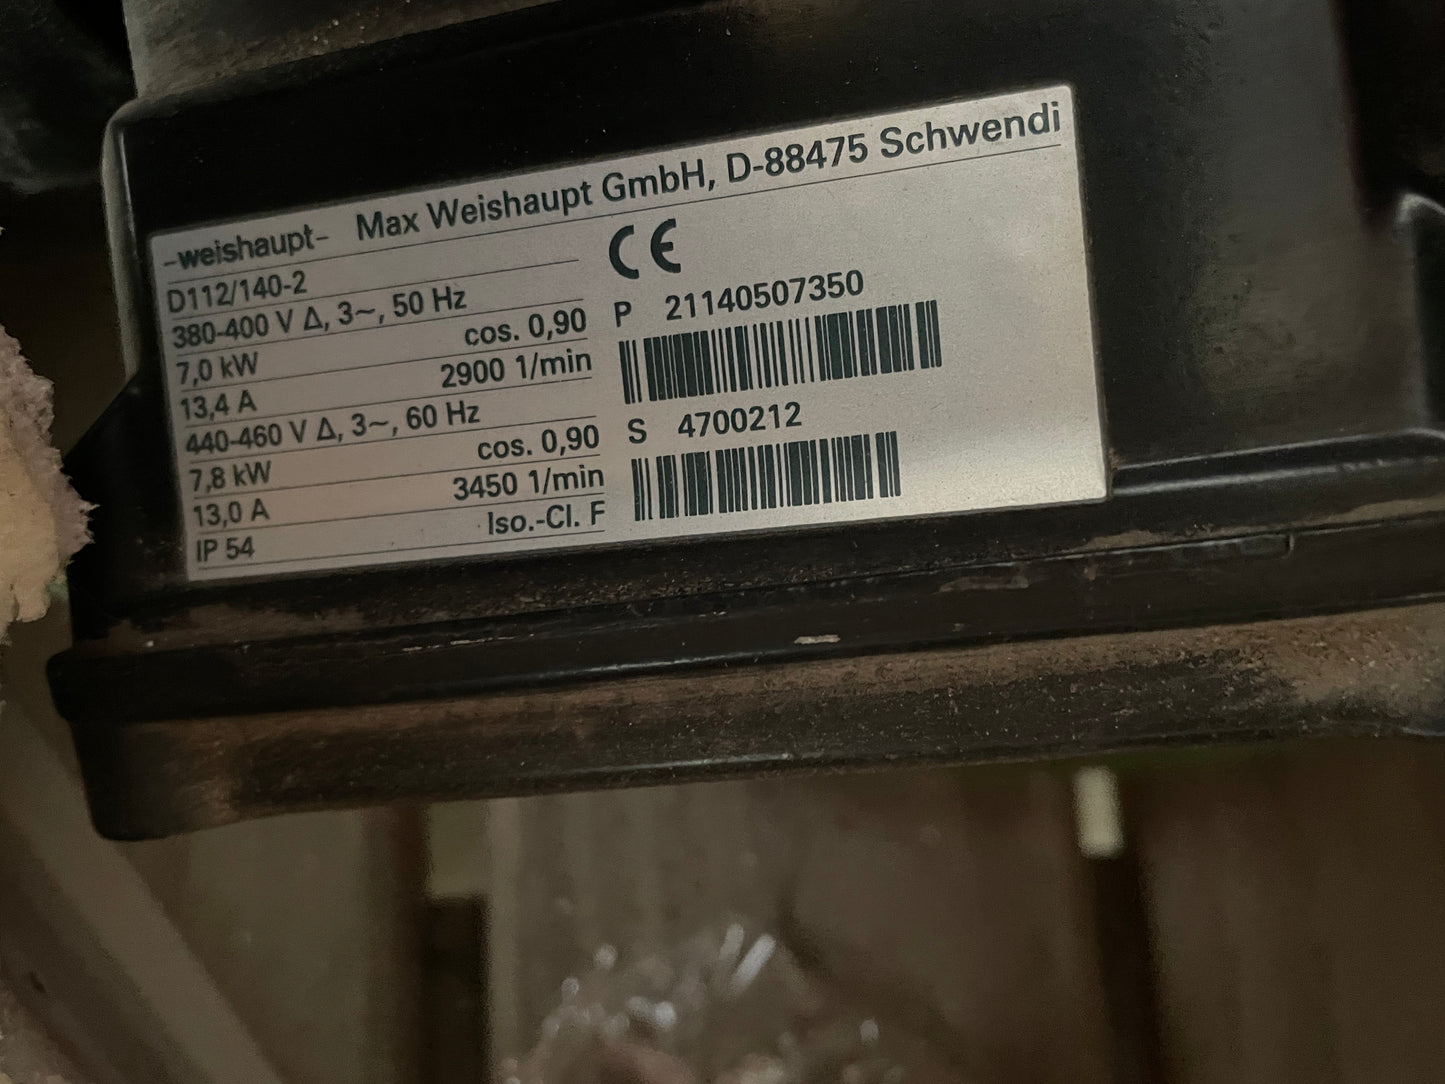 -weishaupt- Max Weishaupt GmbH, D-88475 Schwendi
D112/140-2
380-400 V Δ, 3~, 50 Hz
7,0 kW cos. 0,90
13,4 A 2900 1/min
440-460 V Δ, 3~, 60 Hz
7,8 kW cos. 0,90
13,0 A 3450 1/min
IP 54 Iso.-Cl. F
CE
P 21140507350
S 4700212